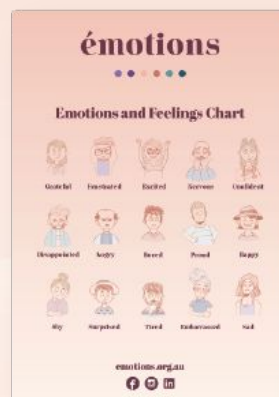 émotions
Emotions and Feelings Chart
Grateful Frustrated Excited Nervous Confident
Disappointed Angry Bored Proud Happy
Shy Surprised Tired Embarrassed Sad
emotions.org.au